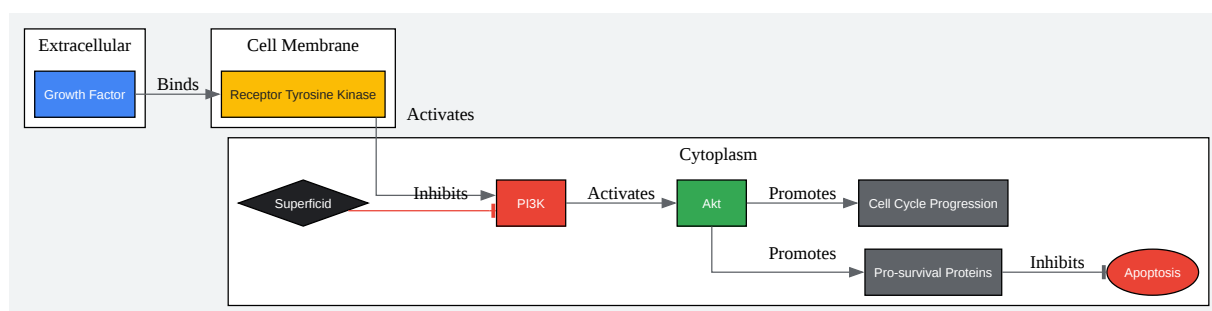 Extracellular
Cell Membrane
Growth Factor
Binds
Receptor Tyrosine Kinase
Activates
Cytoplasm
Superficid
Inhibits
PI3K
Activates
Akt
Promotes
Cell Cycle Progression
Promotes
Pro-survival Proteins
Inhibits
Apoptosis